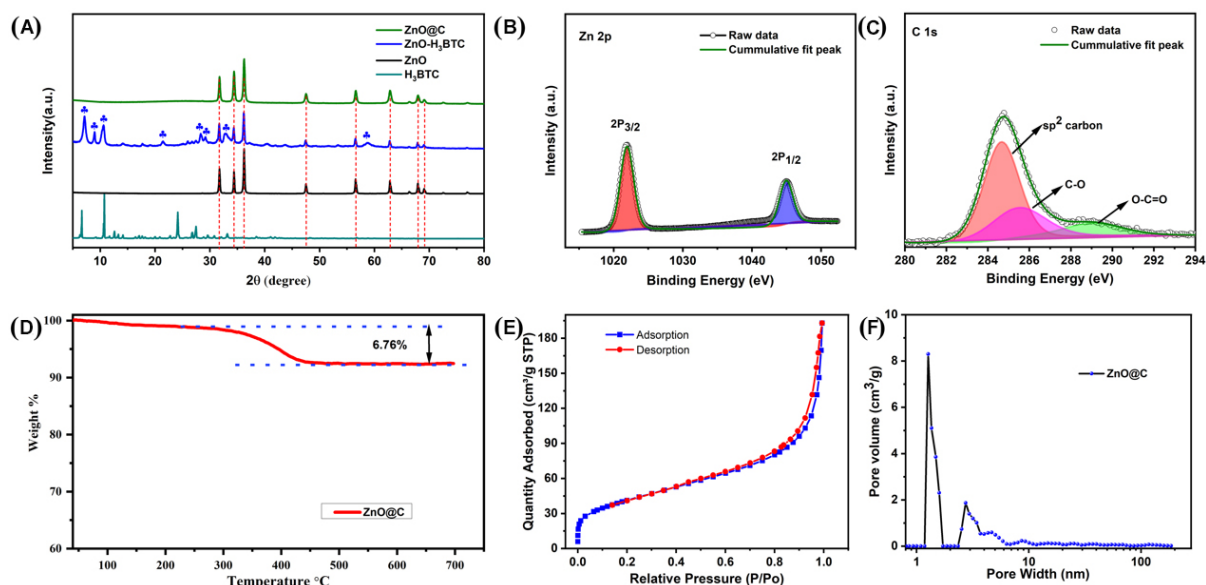 (A)
ZnO@C
ZnO-H₃BTC
ZnO
H₃BTC
Intensity(a.u.)
♣ ♣ ♣ ♣ ♣ ♣ ♣ ♣
5 10 20 30 40 50 60 70 80
2θ (degree)
(B)
Zn 2p
Raw data
Cummulative fit peak
2P3/2
2P1/2
Intensity (a.u.)
1020 1030 1040 1050
Binding Energy (eV)
(C)
C 1s
Raw data
Cummulative fit peak
sp² carbon
C-O
O-C=O
Intensity (a.u.)
280 282 284 286 288 290 292 294
Binding Energy (eV)
(D)
100
90
80
70
60
Weight %
6.76%
ZnO@C
100 200 300 400 500 600 700
Temperature °C
(E)
Adsorption
Desorption
180
150
120
90
60
30
0
Quantity Adsorbed (cm³/g STP)
0.0 0.2 0.4 0.6 0.8 1.0
Relative Pressure (P/Po)
(F)
ZnO@C
10
8
6
4
2
0
Pore volume (cm³/g)
1 10 100
Pore Width (nm)